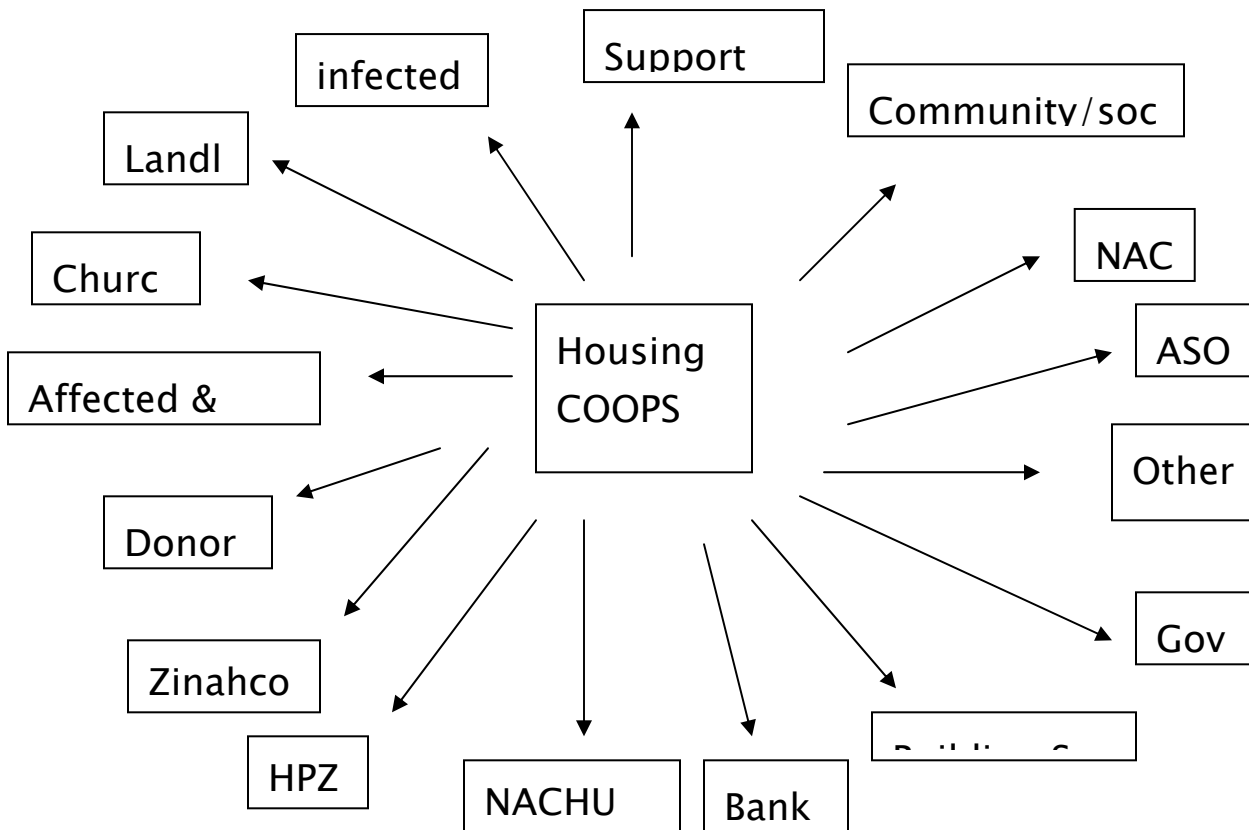 Support
infected
Community/soc
Landl
NAC
Churc
Housing
COOPS
ASO
Affected &
Other
Donor
Gov
Zinahco
HPZ
NACHU
Bank